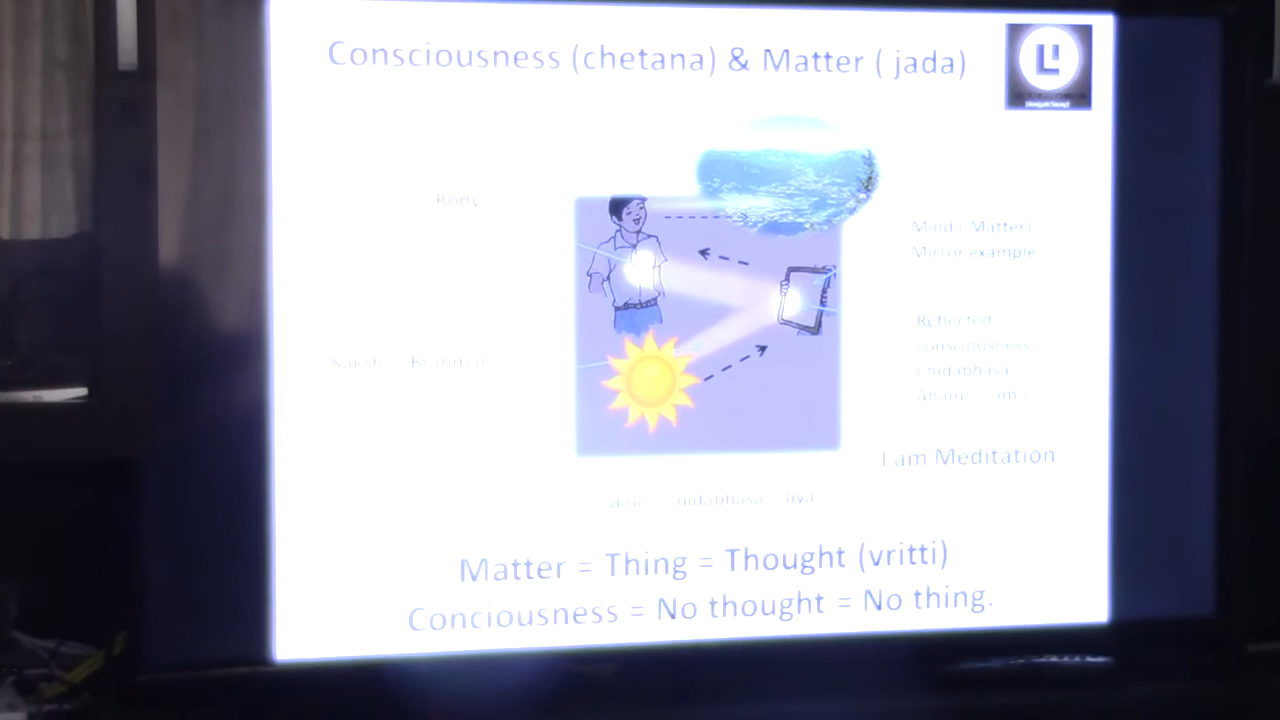 Consciousness (chetana) & Matter ( jada)
Body
Mind ( Matter)
Mirror example
Reflected
consciousness
Chidabhasa
I am Meditation
Matter = Thing = Thought (vritti)
Conciousness = No thought = No thing.